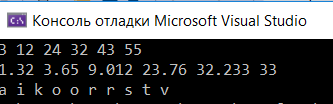 Консоль отладки Microsoft Visual Studio
3 12 24 32 43 55
1.32 3.65 9.012 23.76 32.233 33
a i k o o r r s t v